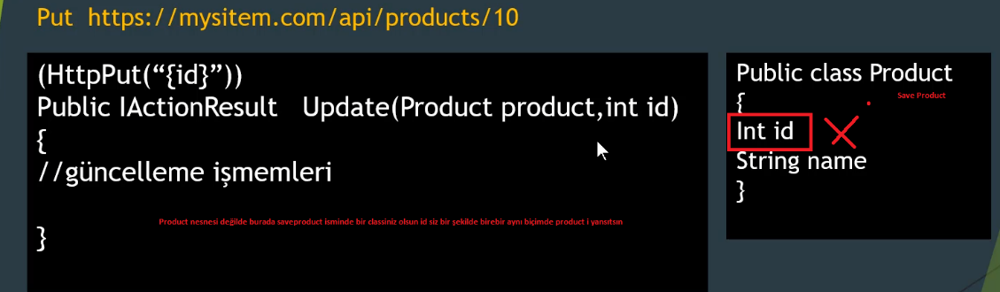 Put https://mysitem.com/api/products/10
(HttpPut(“{id}”))
Public IActionResult Update(Product product,int id)
{
//güncelleme işmemleri
Product nesnesi değilde burada saveproduct isminde bir classiniz olsun id siz bir şekilde birebir aynı biçimde product i yansıtsın
}
Public class Product
Save Product
{
Int id
String name
}